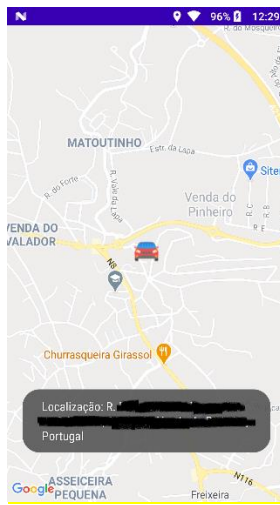 96% 12:29
R. do Mosqueiro
MATOUTINHO
Estr. da Lapa
R. do Forte
R. Vale da Lapa
Site
Venda do
Pinheiro
R. C
R. E
R. B
VENDA DO
VALADOR
N8
Churrasqueira Girassol
Localização: R.
Portugal
Google
ASSEICEIRA
PEQUENA
N116
Freixeira